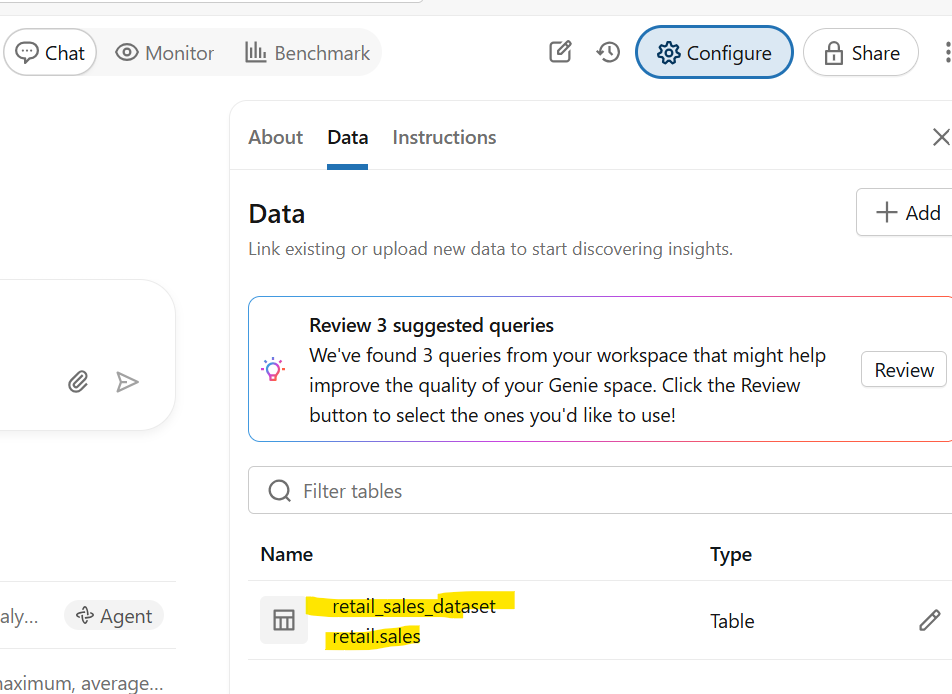 Chat Monitor Benchmark Configure Share
About Data Instructions
Data
Add
Link existing or upload new data to start discovering insights.
Review 3 suggested queries
We've found 3 queries from your workspace that might help
improve the quality of your Genie space. Click the Review
button to select the ones you'd like to use!
Review
Filter tables
Name Type
retail_sales_dataset
retail.sales
Table
aly... Agent
naximum, average...